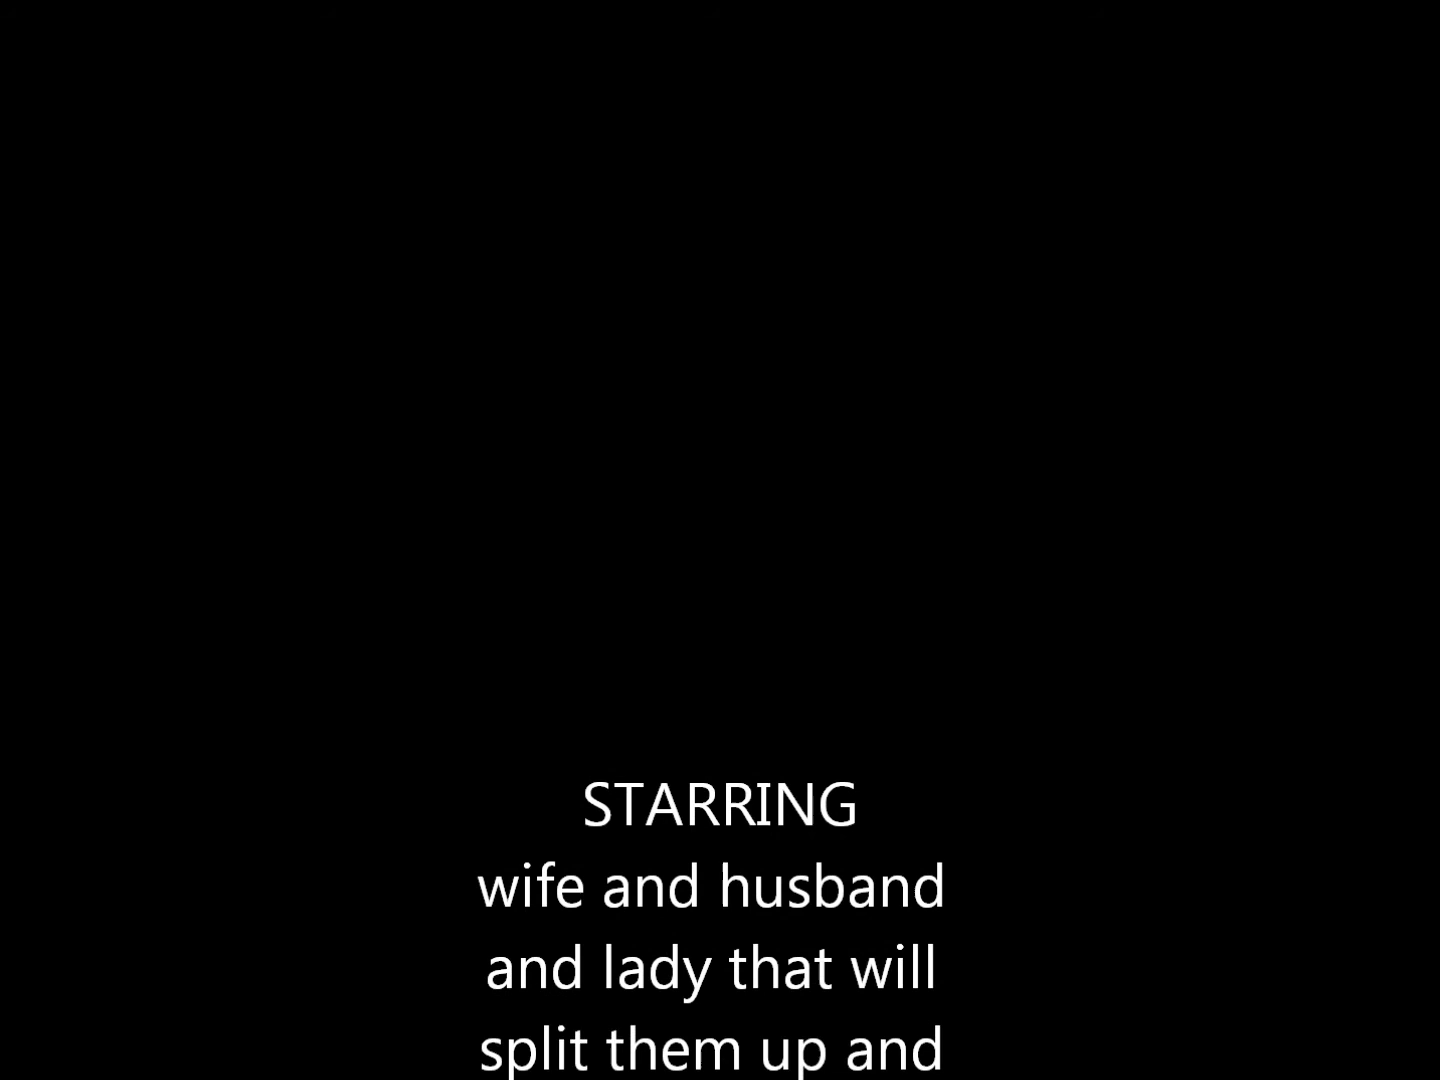 STARRING
wife and husband
and lady that will
split them up and